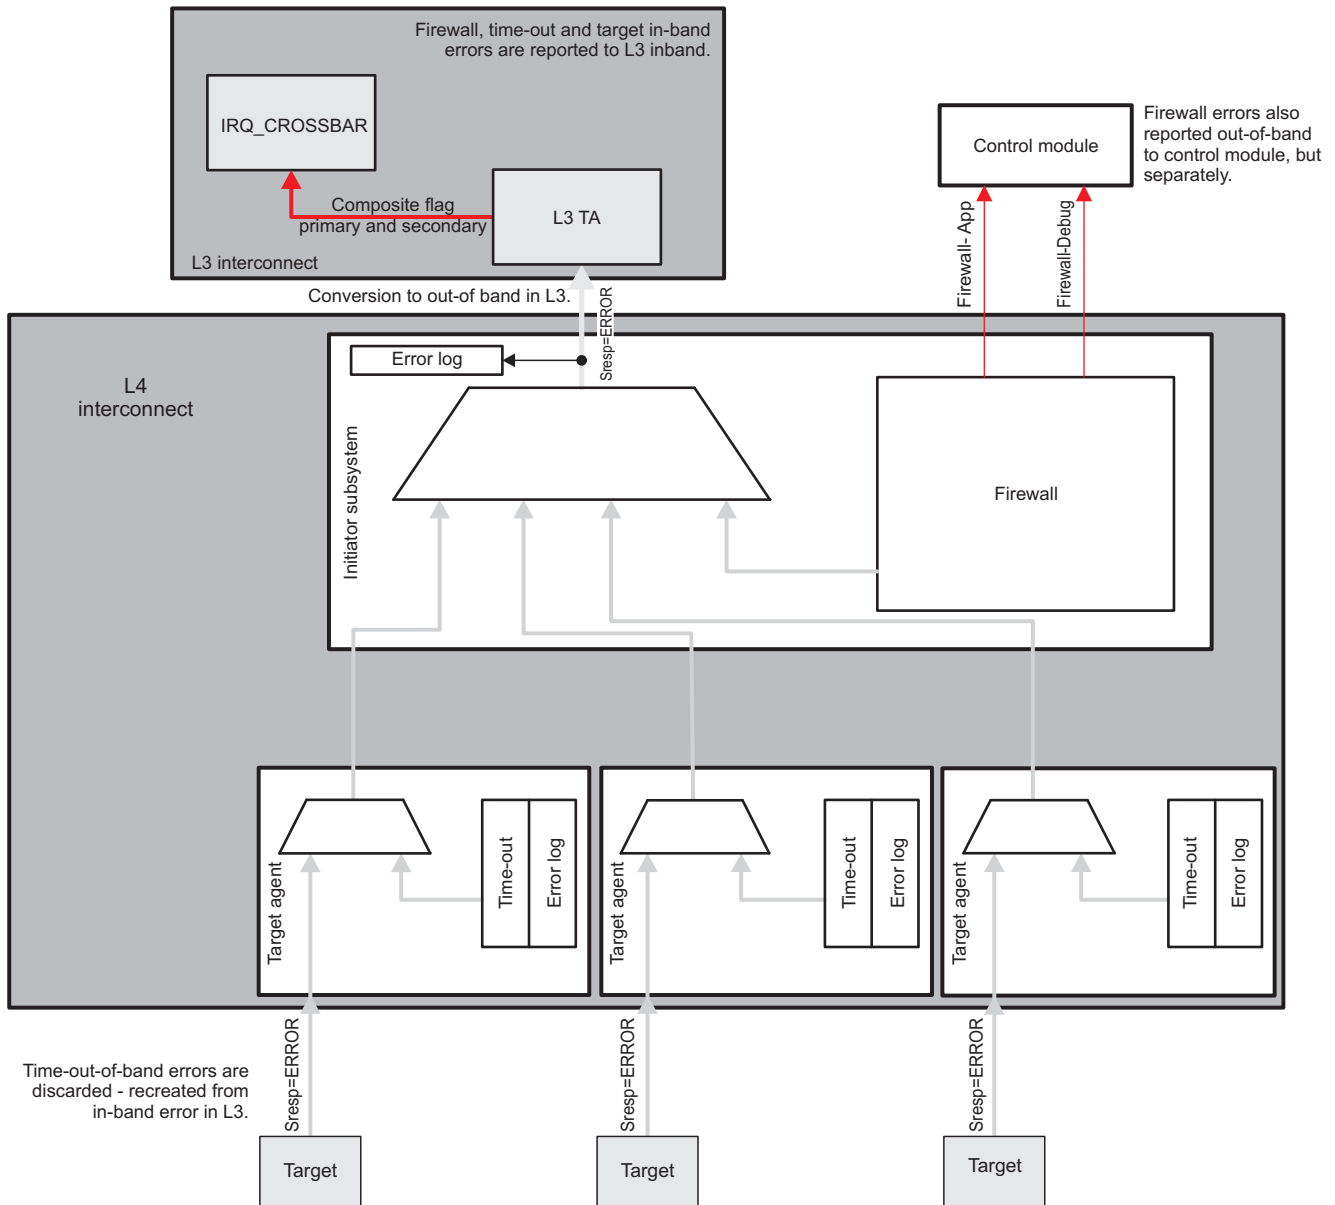 Firewall, time-out and target in-band
errors are reported to L3 inband.
IRQ_CROSSBAR
Composite flag
primary and secondary
L3 TA
L3 interconnect
Control module
Firewall errors also
reported out-of-band
to control module, but
separately.
Firewall- App
Firewall-Debug
Conversion to out-of band in L3.
Sresp=ERROR
L4
interconnect
Error log
Initiator subsystem
Firewall
Target agent
Time-out
Error log
Target agent
Time-out
Error log
Target agent
Time-out
Error log
Time-out-of-band errors are
discarded - recreated from
in-band error in L3.
Sresp=ERROR
Sresp=ERROR
Sresp=ERROR
Target
Target
Target